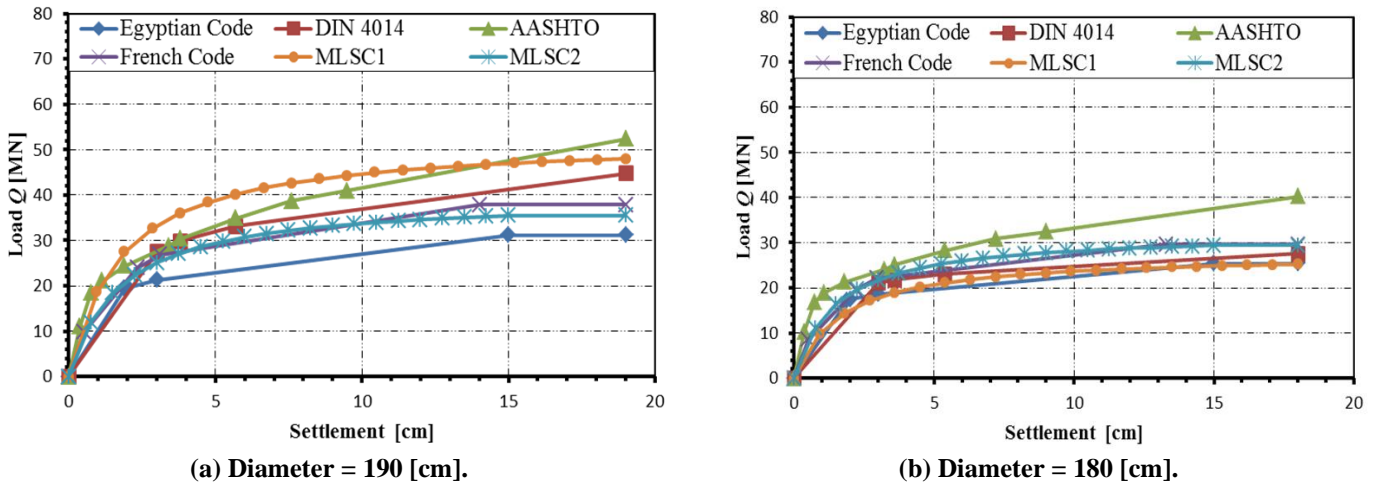 80
70
60
50
40
30
20
10
0
Load Q [MN]
Egyptian Code DIN 4014 AASHTO
French Code MLSC1 MLSC2
0 5 10 15 20
Settlement [cm]
(a) Diameter = 190 [cm].
80
70
60
50
40
30
20
10
0
Load Q [MN]
Egyptian Code DIN 4014 AASHTO
French Code MLSC1 MLSC2
0 5 10 15 20
Settlement [cm]
(b) Diameter = 180 [cm].